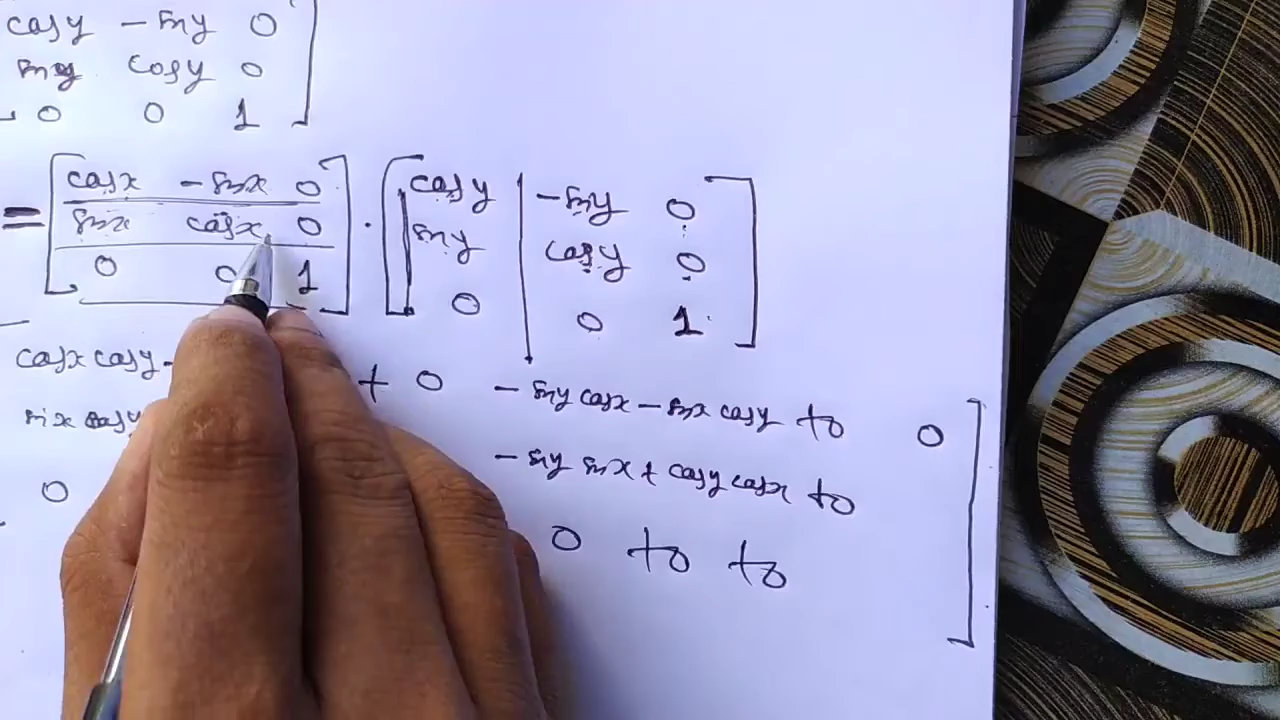 cosy - siny 0
siny cosy 0
0 0 1
= [ cosx - sinx 0 ] . [ cosy - siny 0 ]
sinx cosx 0 siny cosy 0
0 0 1 0 0 1
cosx cosy - + 0 - siny cosx - sinx cosy + 0 0
six cosy - siny sinx + cosy cosx + 0
0 0 + 0 + 0